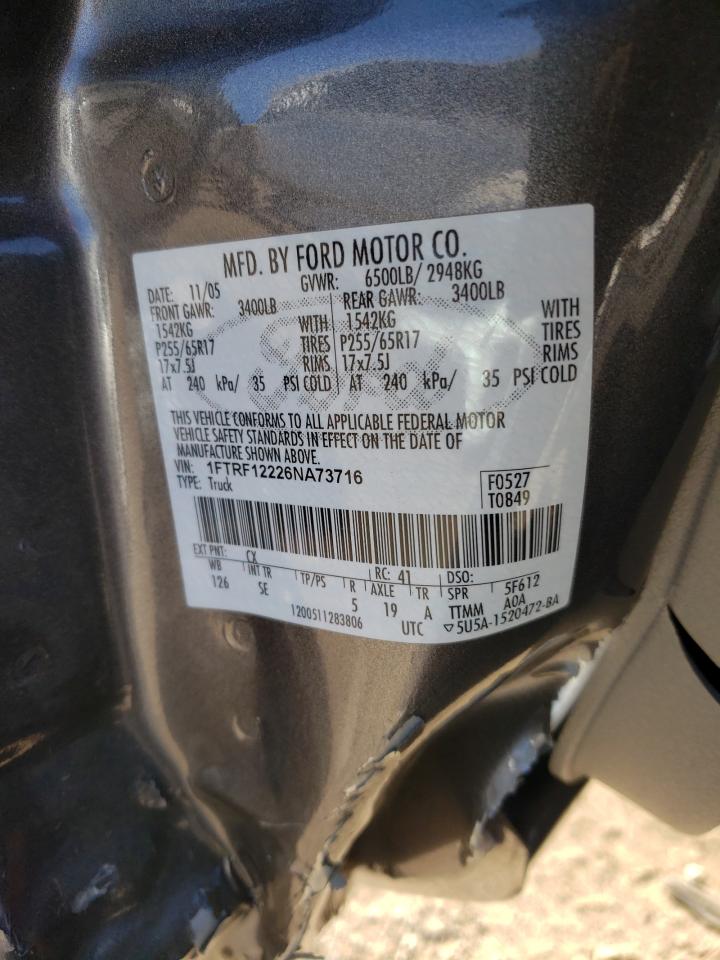 MFD. BY FORD MOTOR CO.
DATE: 11/05 GVWR: 6500LB/ 2948KG
FRONT GAWR: 3400LB REAR GAWR: 3400LB
1542KG WITH 1542KG WITH
P255/65R17 TIRES P255/65R17 TIRES
17x7.5J RIMS 17x7.5J RIMS
AT 240 kPa/ 35 PSI COLD AT 240 kPa/ 35 PSI COLD
THIS VEHICLE CONFORMS TO ALL APPLICABLE FEDERAL MOTOR
VEHICLE SAFETY STANDARDS IN EFFECT ON THE DATE OF
MANUFACTURE SHOWN ABOVE.
VIN: 1FTRF12226NA73716 F0527
TYPE: Truck T0849
EXT PNT: CX RC: 41 DSO:
WB INT TR TP/PS R AXLE TR SPR 5F612
126 SE 5 19 A TTMM A0A
1200511283806 UTC ▽5U5A-1520472-BA